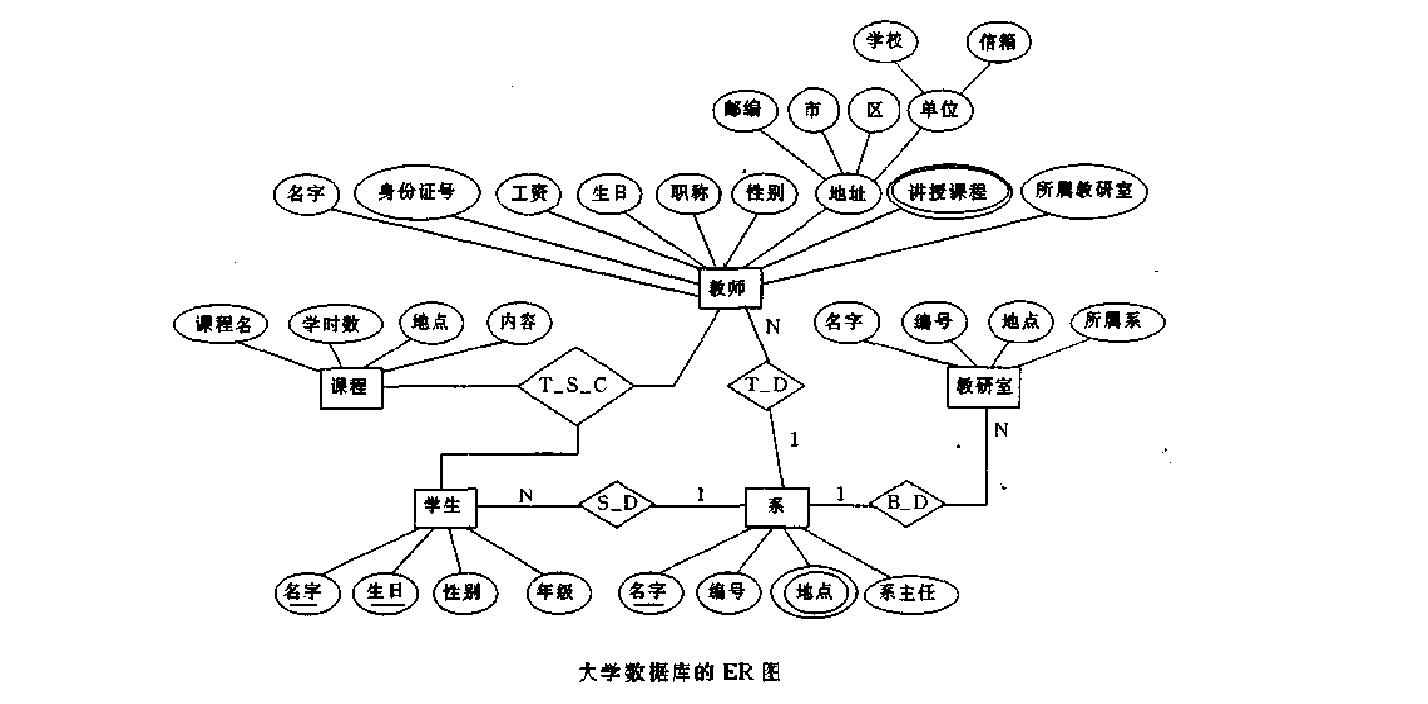 学校 信箱
邮编 市 区 单位
名字 身份证号 工资 生日 职称 性别 地址 讲授课程 所属教研室
教师
N
课程名 学时数 地点 内容 名字 编号 地点 所属系
课程 T_S_C T_D 教研室
1 N
学生 N S_D 1 系 1 B_D
名字 生日 性别 年级 名字 编号 地点 系主任
大学数据库的 ER 图